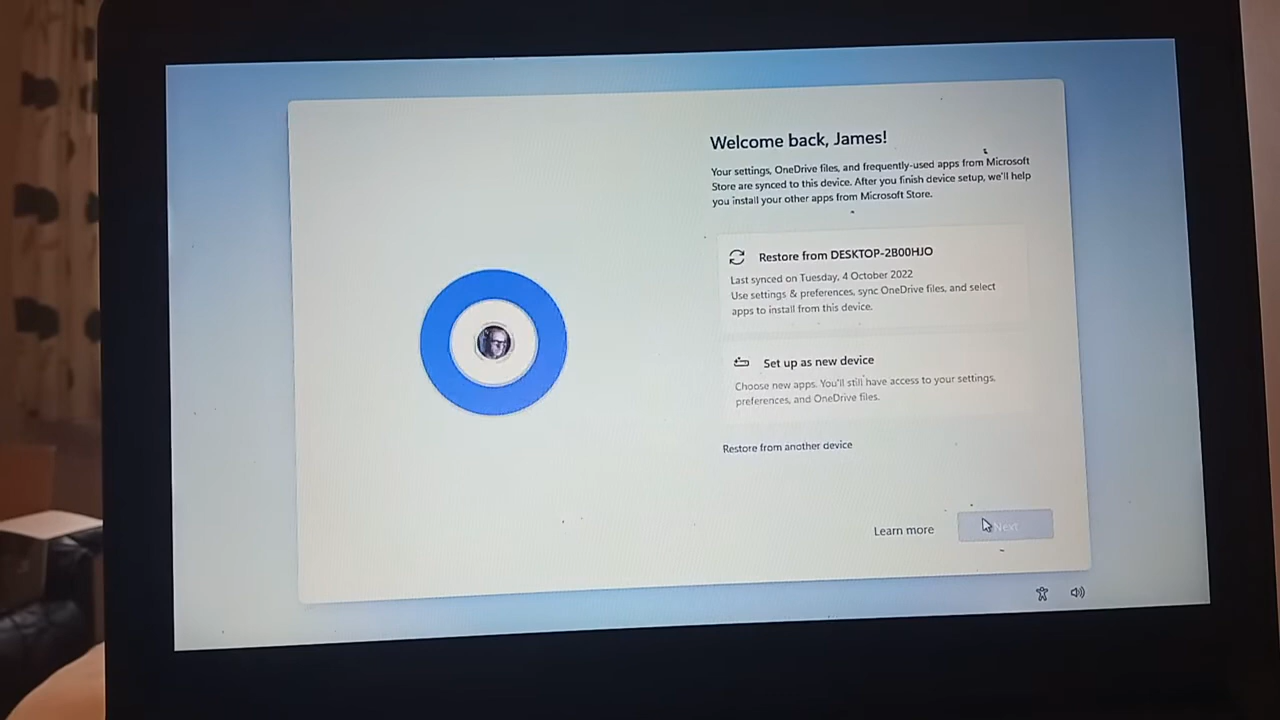 Welcome back, James!
Your settings, OneDrive files, and frequently-used apps from Microsoft
Store are synced to this device. After you finish device setup, we'll help
you install your other apps from Microsoft Store.
Restore from DESKTOP-2B00HJO
Last synced on Tuesday, 4 October 2022
Use settings & preferences, sync OneDrive files, and select
apps to install from this device.
Set up as new device
Choose new apps. You'll still have access to your settings,
preferences, and OneDrive files.
Restore from another device
Learn more
Next